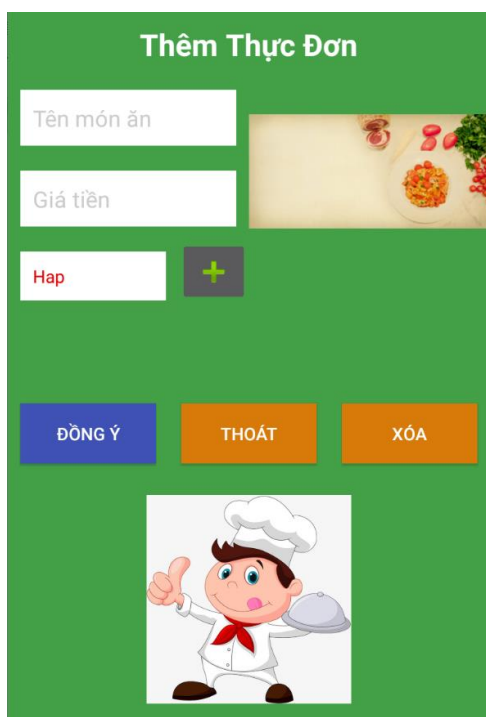 Thêm Thực Đơn
Tên món ăn
Giá tiền
Hap
ĐỒNG Ý
THOÁT
XÓA